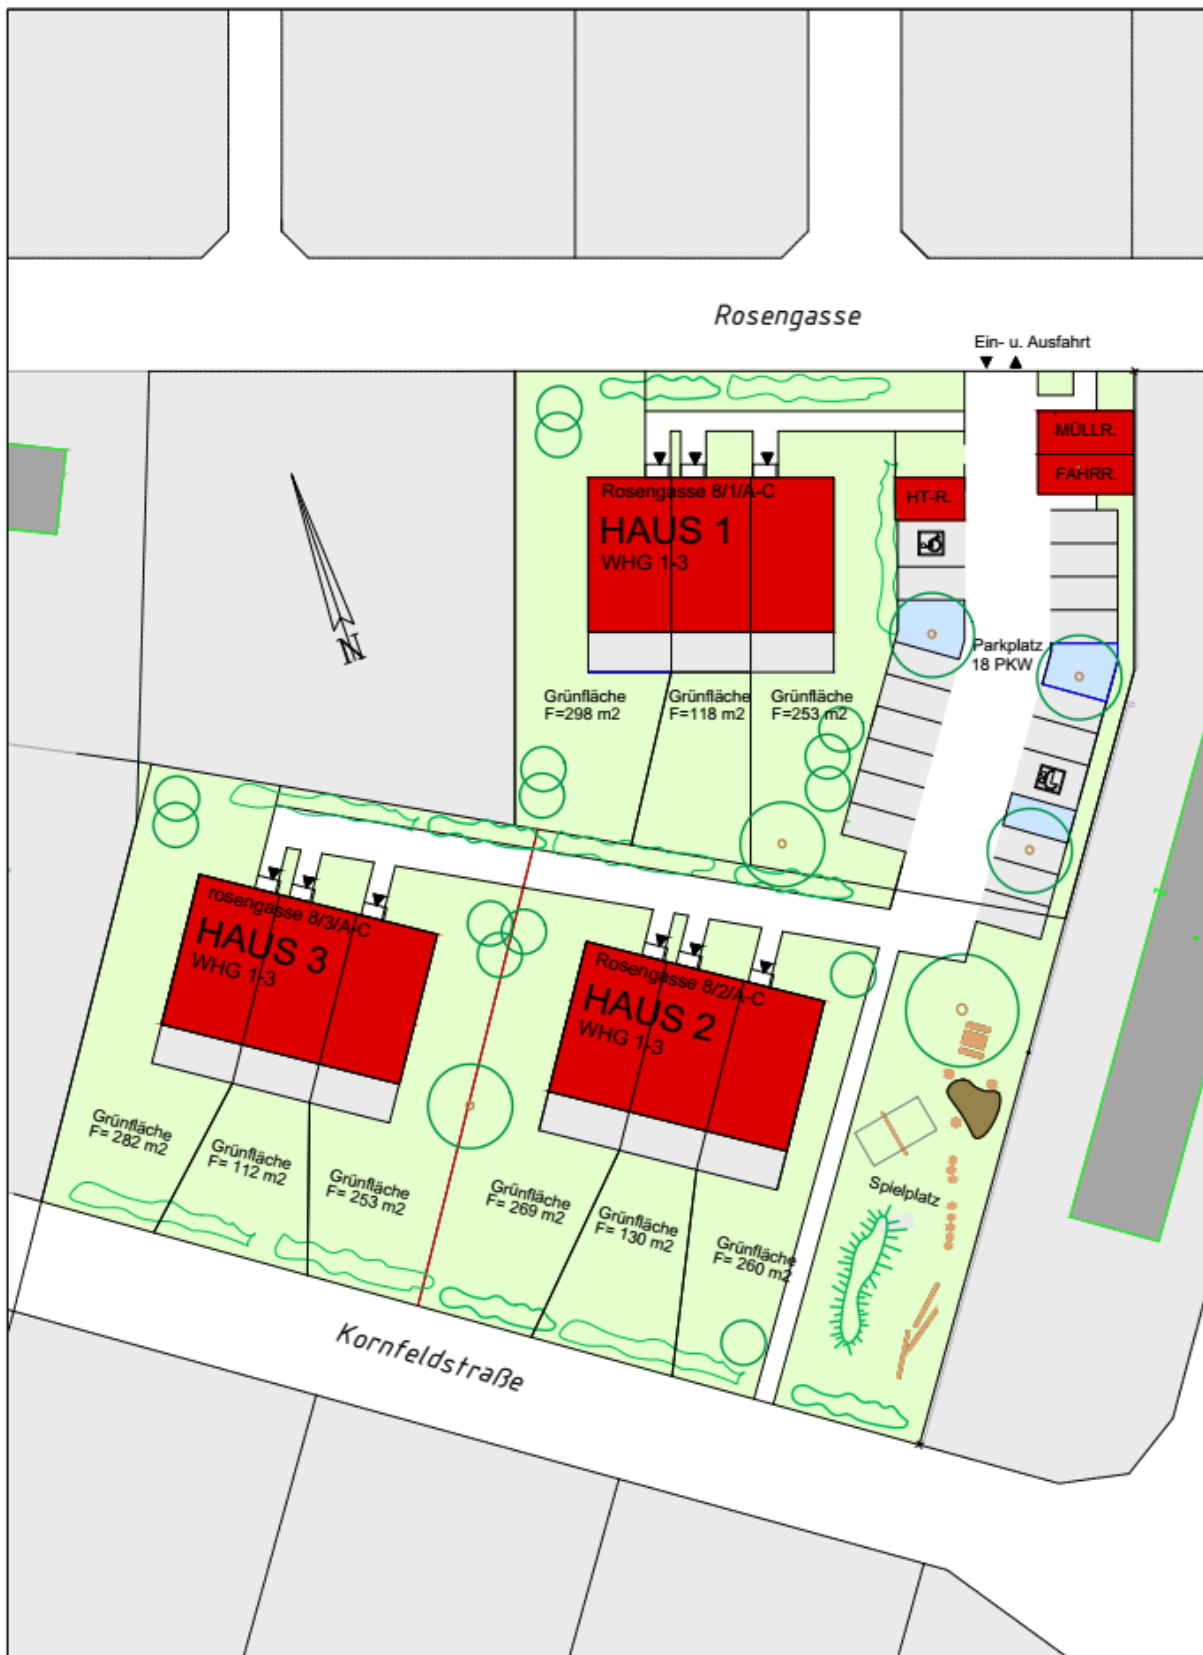 Rosengasse
Ein- u. Ausfahrt
MÜLLR.
FAHRR.
HT-R.
Rosengasse 8/1/A-C
HAUS 1
WHG 1-3
Parkplatz
18 PKW
Grünfläche
F=298 m2
Grünfläche
F=118 m2
Grünfläche
F=253 m2
N
rosengasse 8/3/A-C
HAUS 3
WHG 1-3
Rosengasse 8/2/A-C
HAUS 2
WHG 1-3
Grünfläche
F= 282 m2
Grünfläche
F= 112 m2
Grünfläche
F= 253 m2
Grünfläche
F= 269 m2
Grünfläche
F= 130 m2
Grünfläche
F= 260 m2
Spielplatz
Kornfeldstraße